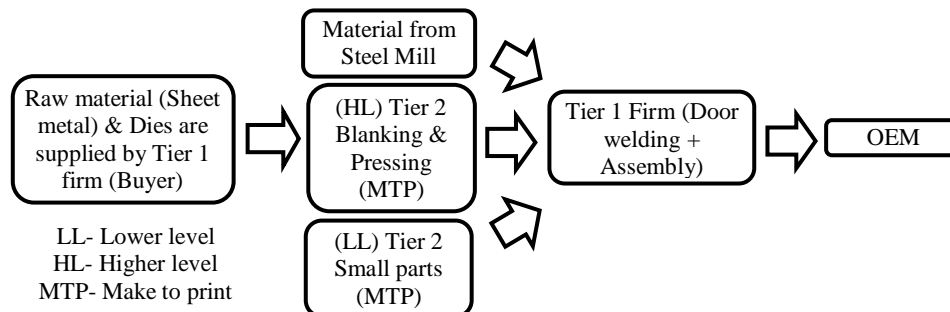 Material from
Steel Mill
Raw material (Sheet
metal) & Dies are
supplied by Tier 1
firm (Buyer)
(HL) Tier 2
Blanking &
Pressing
(MTP)
Tier 1 Firm (Door
welding +
Assembly)
OEM
LL- Lower level
HL- Higher level
MTP- Make to print
(LL) Tier 2
Small parts
(MTP)